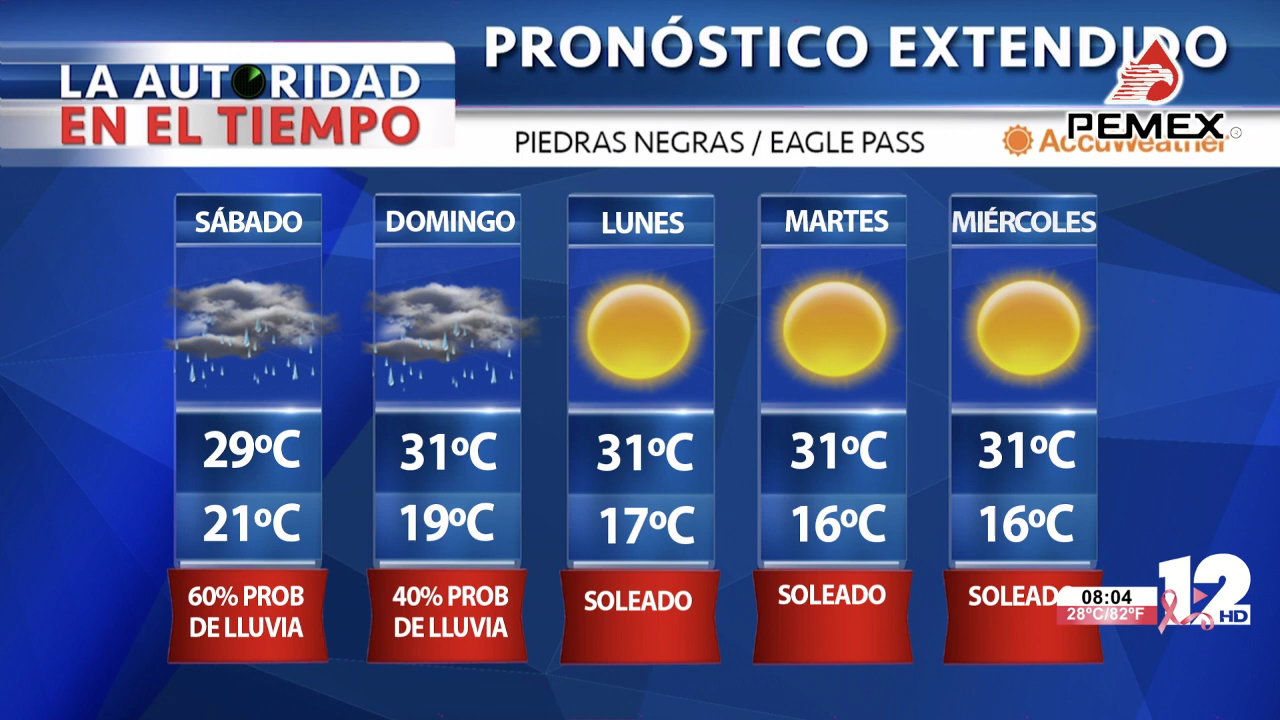 PRONÓSTICO EXTENDIDO
LA AUTORIDAD
EN EL TIEMPO
PIEDRAS NEGRAS / EAGLE PASS
AccuWeather
PEMEX
SÁBADO
DOMINGO
LUNES
MARTES
MIÉRCOLES
29ºC
31ºC
31ºC
31ºC
31ºC
21ºC
19ºC
17ºC
16ºC
16ºC
60% PROB
DE LLUVIA
40% PROB
DE LLUVIA
SOLEADO
SOLEADO
SOLEADO
08:04
28ºC/82ºF
12
HD